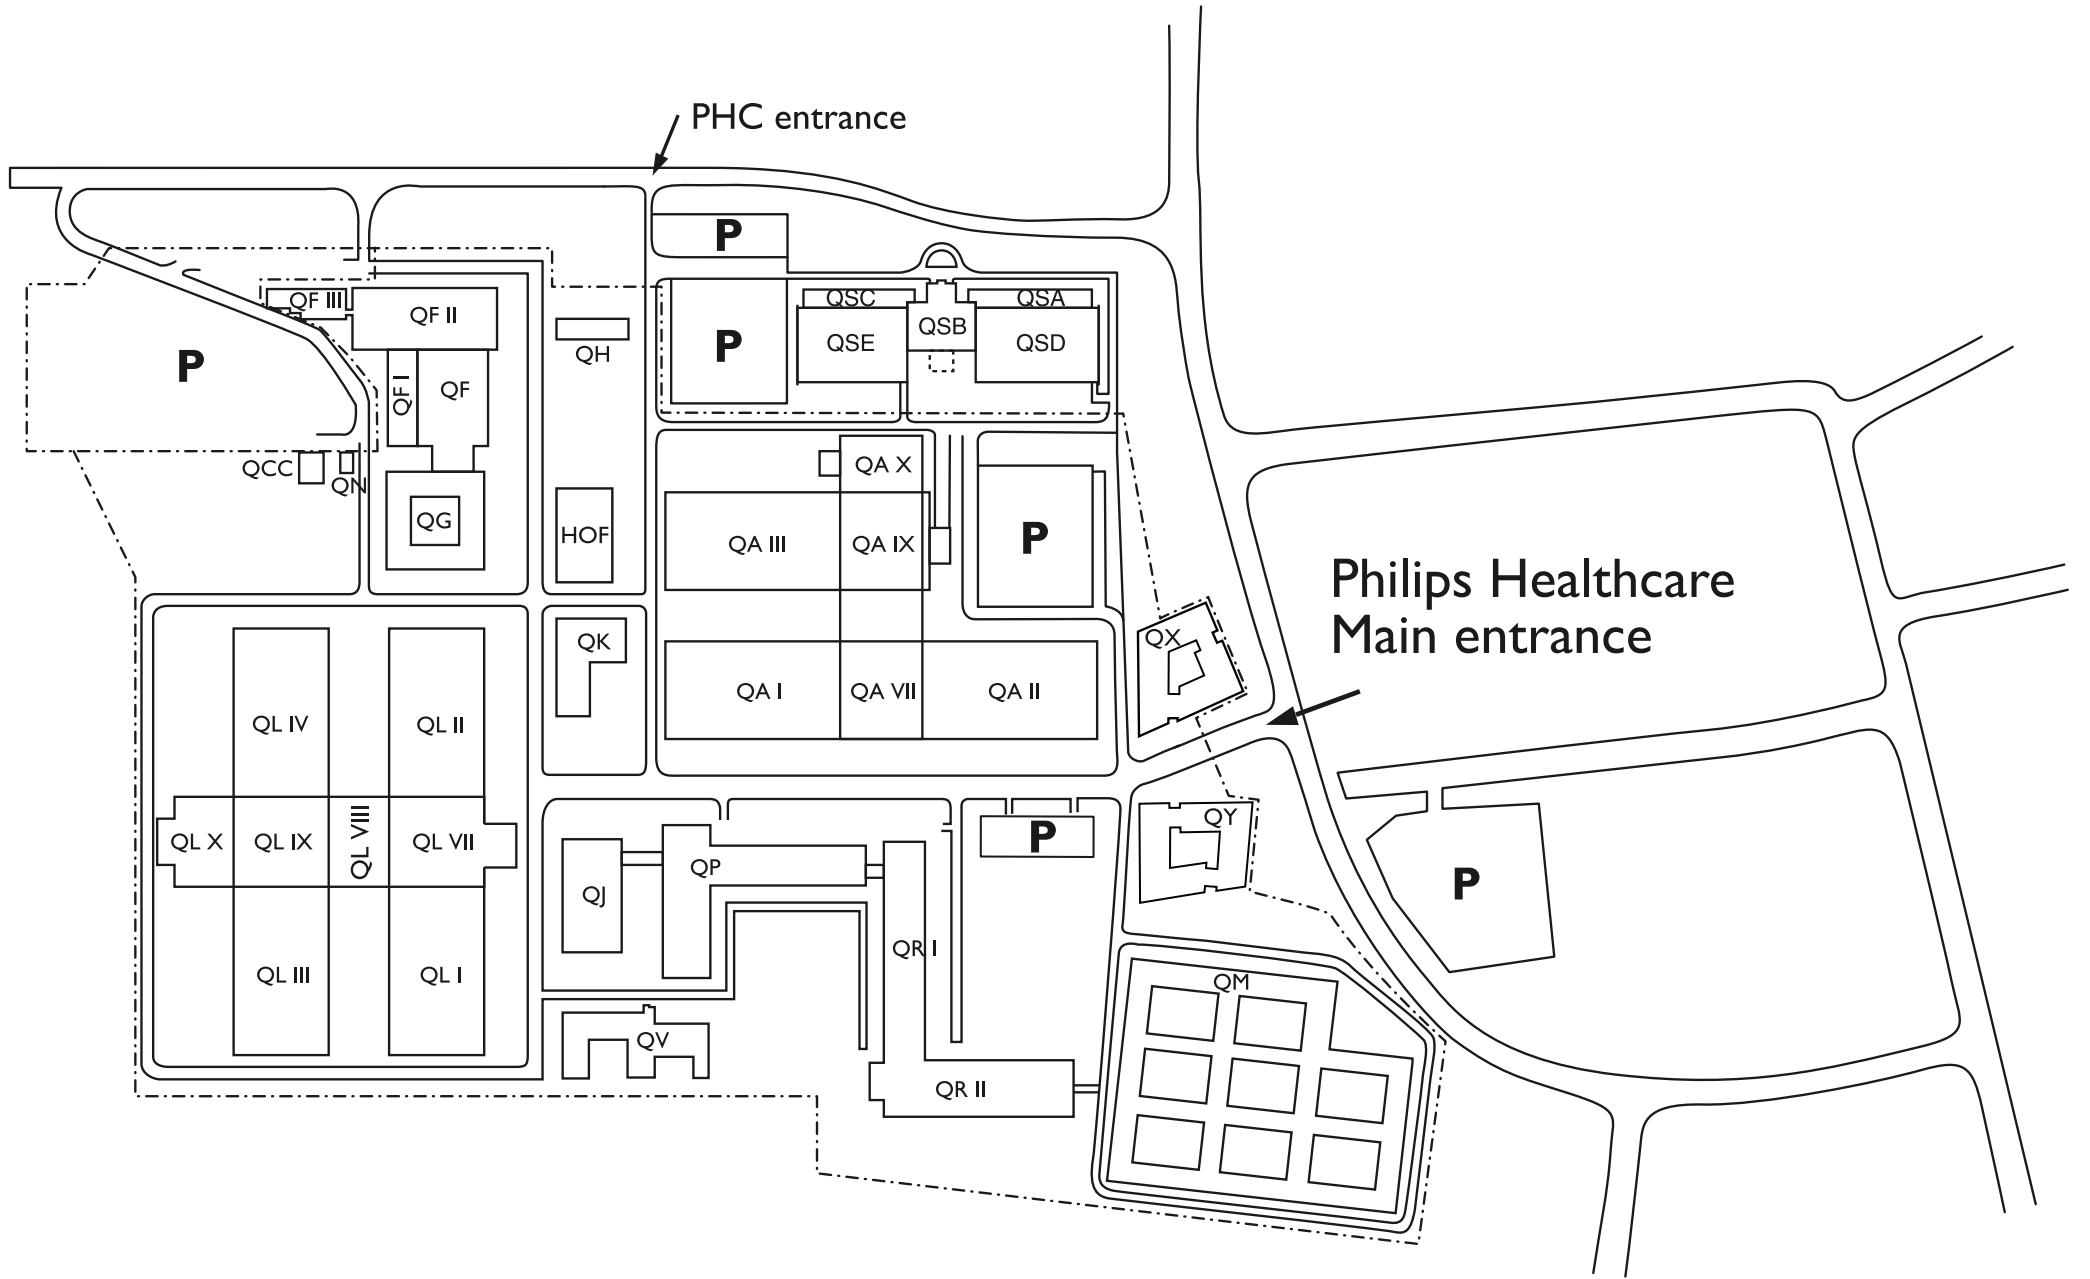 PHC entrance
P
QF III
QF II
QSC
QSA
QSB
QSE
QSD
P
P
QH
QF I
QF
QCC
QN
QG
HOF
QA X
QA III
QA IX
P
Philips Healthcare
Main entrance
QX
QK
QA I
QA VII
QA II
QL IV
QL II
QL X
QL IX
QL VIII
QL VII
QY
P
QP
QJ
P
QR I
QL III
QL I
QM
QV
QR II